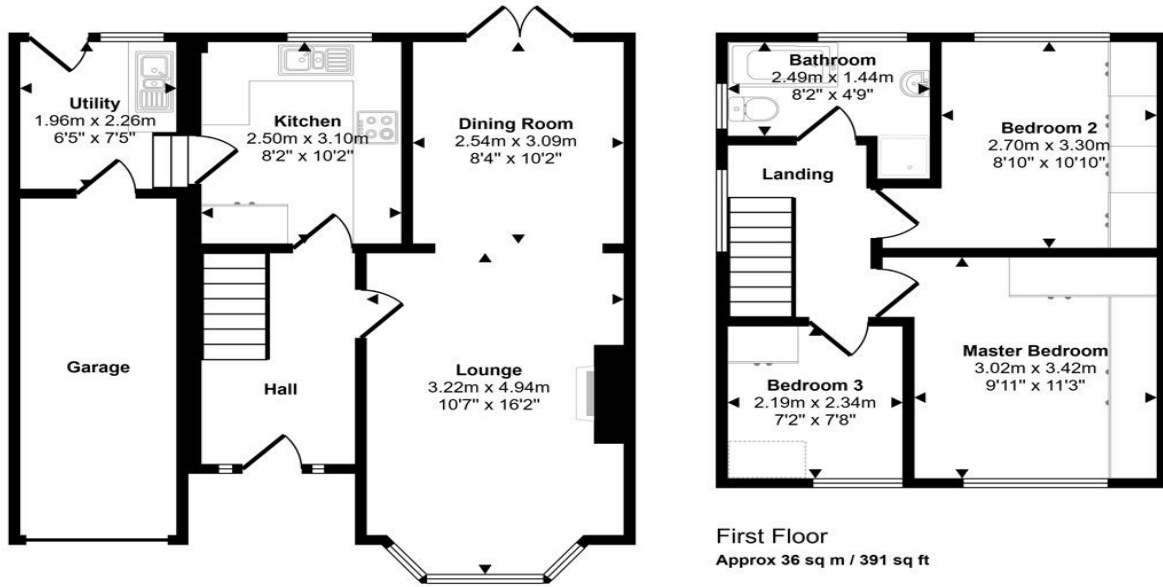 Utility
1.96m x 2.26m
6'5" x 7'5"
Kitchen
2.50m x 3.10m
8'2" x 10'2"
Dining Room
2.54m x 3.09m
8'4" x 10'2"
Garage
Hall
Lounge
3.22m x 4.94m
10'7" x 16'2"
Bathroom
2.49m x 1.44m
8'2" x 4'9"
Bedroom 2
2.70m x 3.30m
8'10" x 10'10"
Landing
Master Bedroom
3.02m x 3.42m
9'11" x 11'3"
Bedroom 3
2.19m x 2.34m
7'2" x 7'8"
First Floor
Approx 36 sq m / 391 sq ft